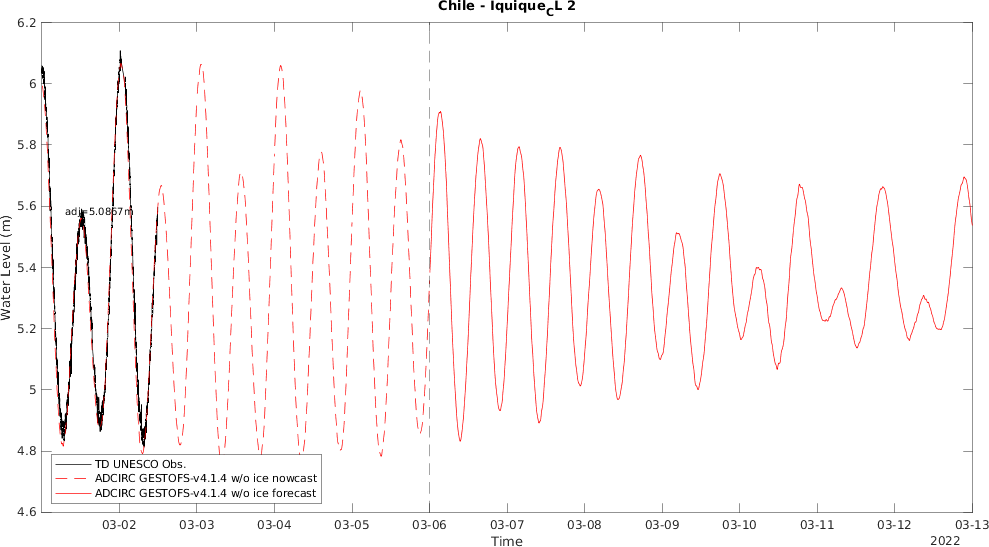 Chile - Iquique_CL 2
6.2
6
5.8
5.6
5.4
5.2
5
4.8
4.6
Water Level (m)
adj=5.0867m
TD UNESCO Obs.
ADCIRC GESTOFS-v4.1.4 w/o ice nowcast
ADCIRC GESTOFS-v4.1.4 w/o ice forecast
03-02 03-03 03-04 03-05 03-06 03-07 03-08 03-09 03-10 03-11 03-12 03-13
Time
2022